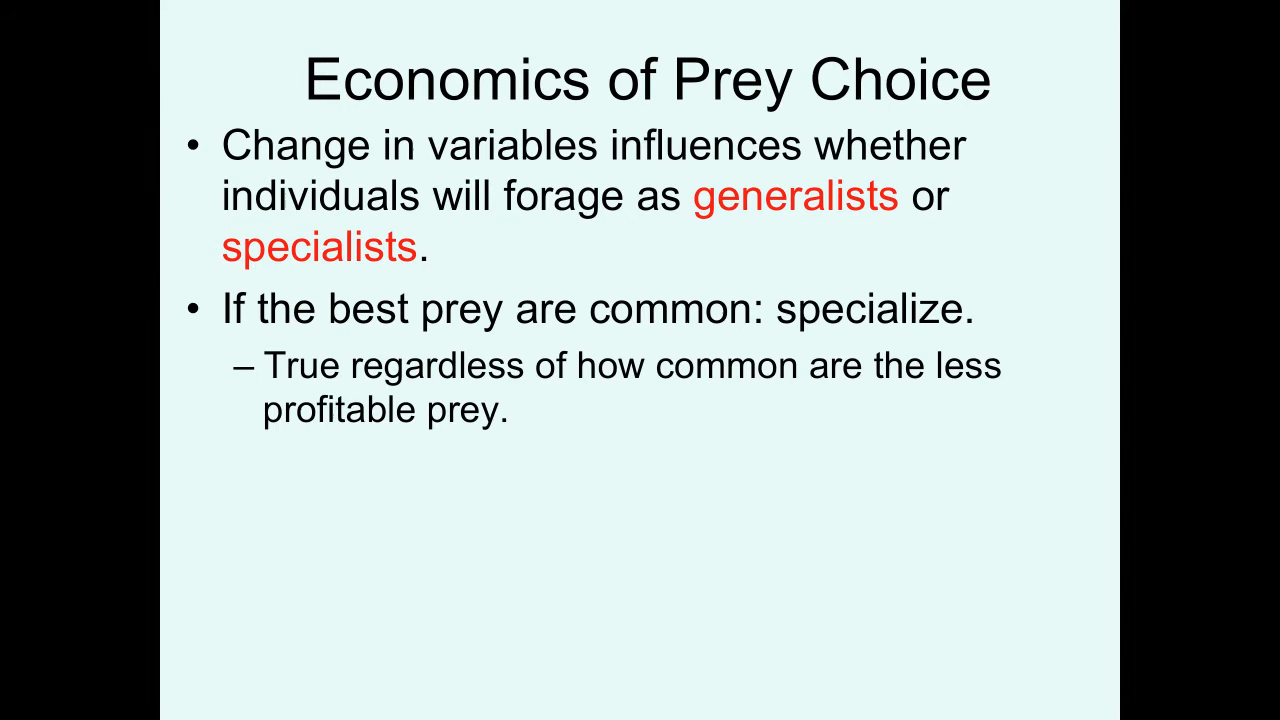 Economics of Prey Choice
• Change in variables influences whether
individuals will forage as generalists or
specialists.
• If the best prey are common: specialize.
– True regardless of how common are the less
profitable prey.